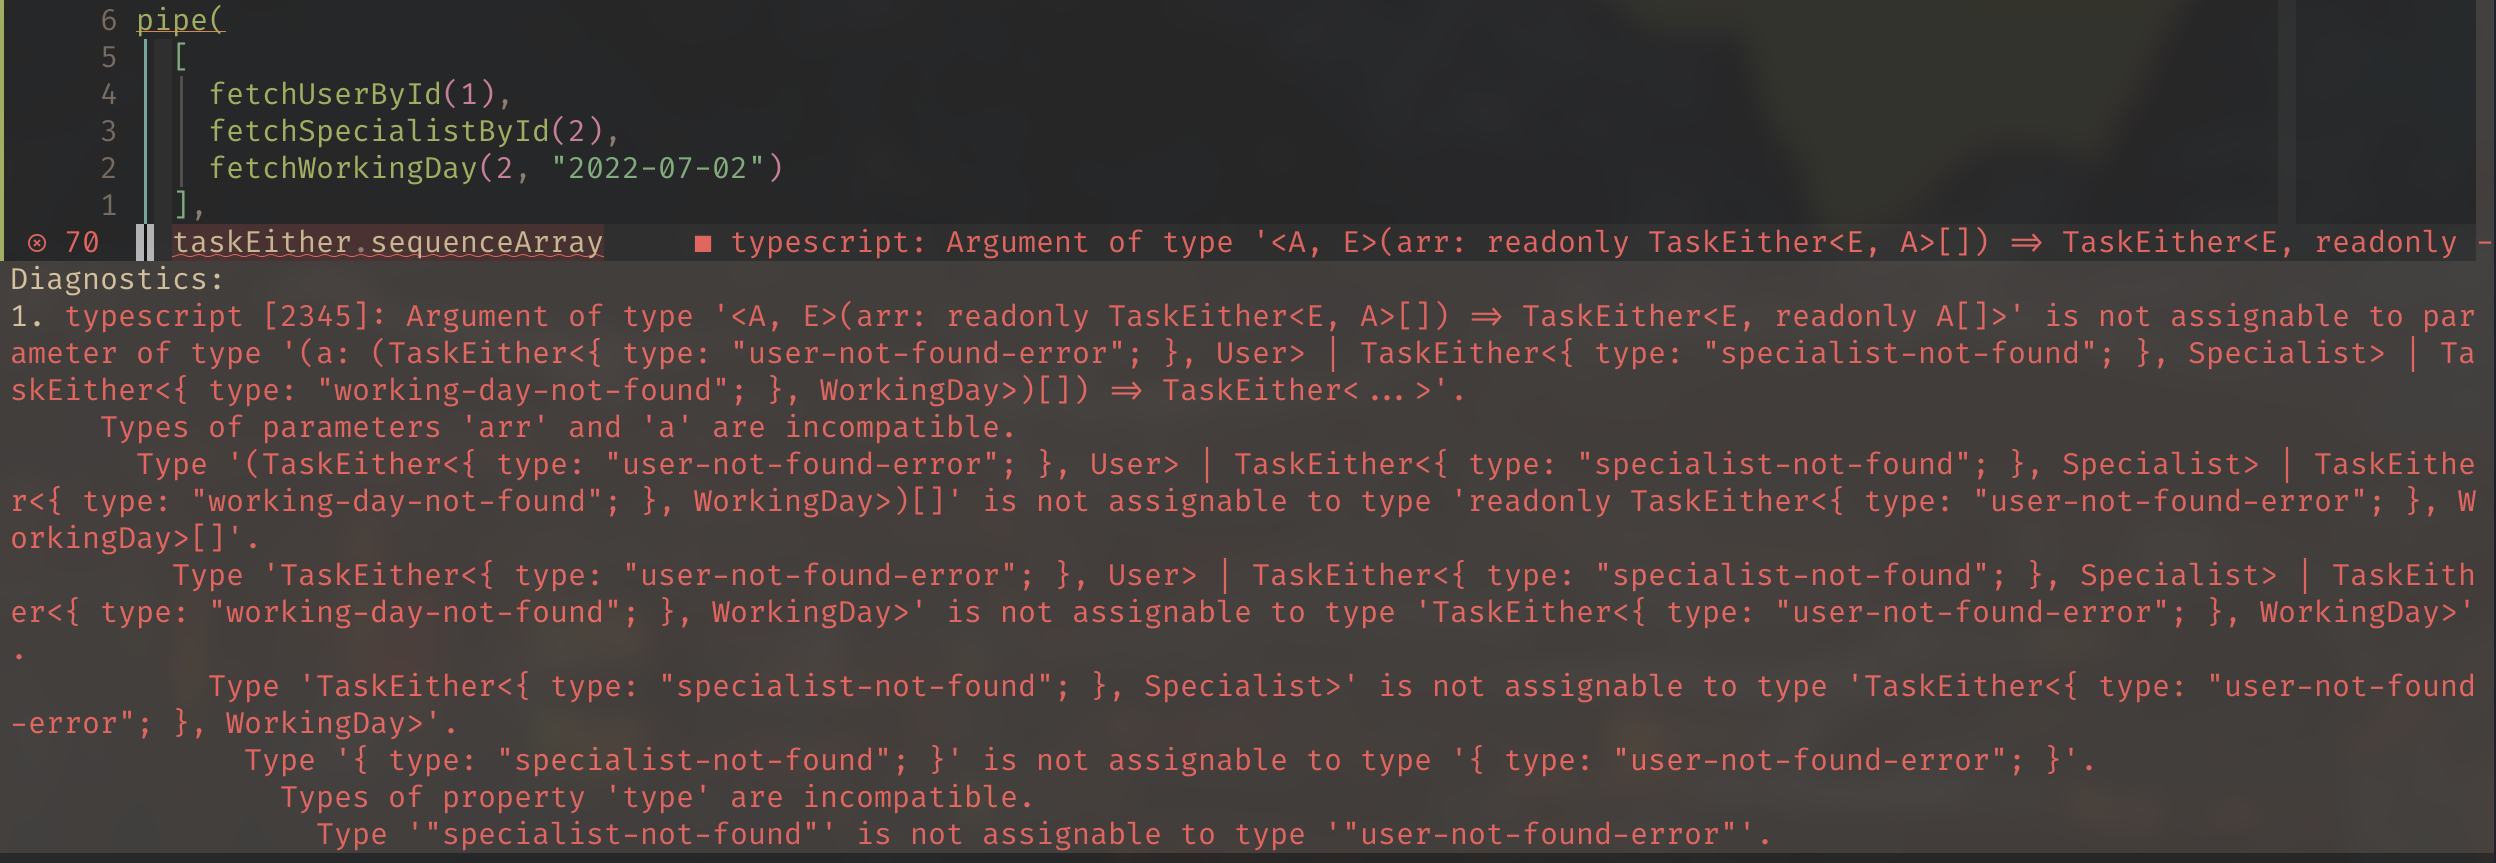 6 pipe(
5 [
4 fetchUserById(1),
3 fetchSpecialistById(2),
2 fetchWorkingDay(2, "2022-07-02")
1 ],
⊗ 70 taskEither.sequenceArray ■ typescript: Argument of type '<A, E>(arr: readonly TaskEither<E, A>[]) ⇒ TaskEither<E, readonly -
Diagnostics:
1. typescript [2345]: Argument of type '<A, E>(arr: readonly TaskEither<E, A>[]) ⇒ TaskEither<E, readonly A[]>' is not assignable to par
ameter of type '(a: (TaskEither<{ type: "user-not-found-error"; }, User> | TaskEither<{ type: "specialist-not-found"; }, Specialist> | Ta
skEither<{ type: "working-day-not-found"; }, WorkingDay>)[]) ⇒ TaskEither<...>'.
Types of parameters 'arr' and 'a' are incompatible.
Type '(TaskEither<{ type: "user-not-found-error"; }, User> | TaskEither<{ type: "specialist-not-found"; }, Specialist> | TaskEithe
r<{ type: "working-day-not-found"; }, WorkingDay>)[]' is not assignable to type 'readonly TaskEither<{ type: "user-not-found-error"; }, W
orkingDay>[]'.
Type 'TaskEither<{ type: "user-not-found-error"; }, User> | TaskEither<{ type: "specialist-not-found"; }, Specialist> | TaskEith
er<{ type: "working-day-not-found"; }, WorkingDay>' is not assignable to type 'TaskEither<{ type: "user-not-found-error"; }, WorkingDay>'
.
Type 'TaskEither<{ type: "specialist-not-found"; }, Specialist>' is not assignable to type 'TaskEither<{ type: "user-not-found
-error"; }, WorkingDay>'.
Type '{ type: "specialist-not-found"; }' is not assignable to type '{ type: "user-not-found-error"; }'.
Types of property 'type' are incompatible.
Type '"specialist-not-found"' is not assignable to type '"user-not-found-error"'.